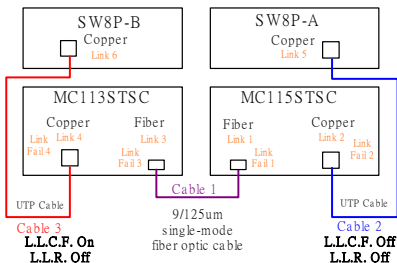 SW8P-B
Copper
Link 6
SW8P-A
Copper
Link 5
MC113STSC
Copper
Fiber
Link
Fail 4
Link 4
Link 3
Link
Fail 3
MC115STSC
Fiber
Copper
Link 1
Link 2
Link
Fail 1
Link
Fail 2
UTP Cable
Cable 1
UTP Cable
Cable 3
9/125um
single-mode
fiber optic cable
Cable 2
L.L.C.F. On
L.L.R. Off
L.L.C.F. Off
L.L.R. Off